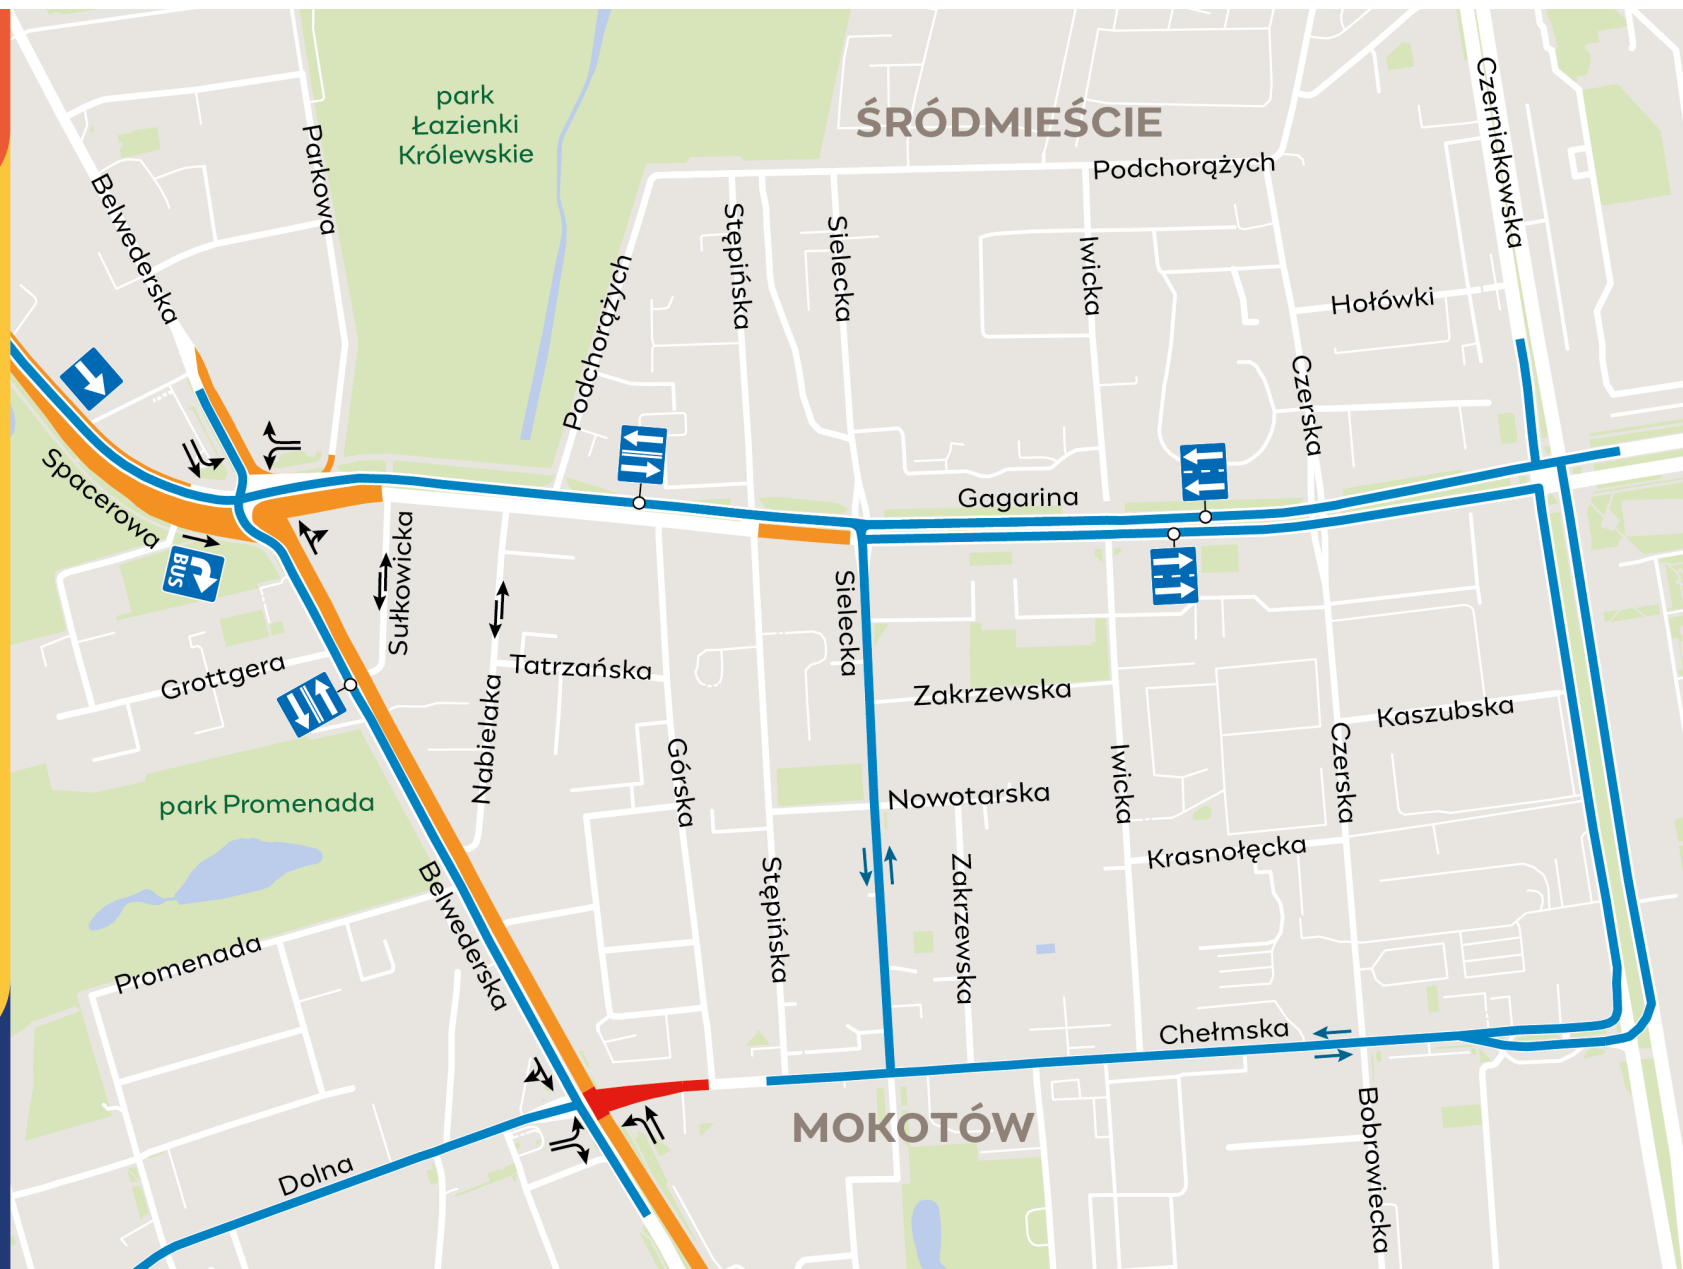 park
Łazienki
Królewskie
ŚRÓDMIEŚCIE
Podchorążych
Czerniakowska
Parkowa
Belwederska
Stępińska
Sielecka
Iwicka
Podchorążych
Hołówki
Czerska
Spacerowa
BUS
Gagarina
Sułkowicka
Sielecka
Grottgera
Tatrzańska
Zakrzewska
Kaszubska
Nabielaka
Górska
Iwicka
Czerska
park Promenada
Nowotarska
Krasnołęcka
Belwederska
Stępińska
Zakrzewska
Promenada
Chełmska
MOKOTÓW
Bobrowiecka
Dolna